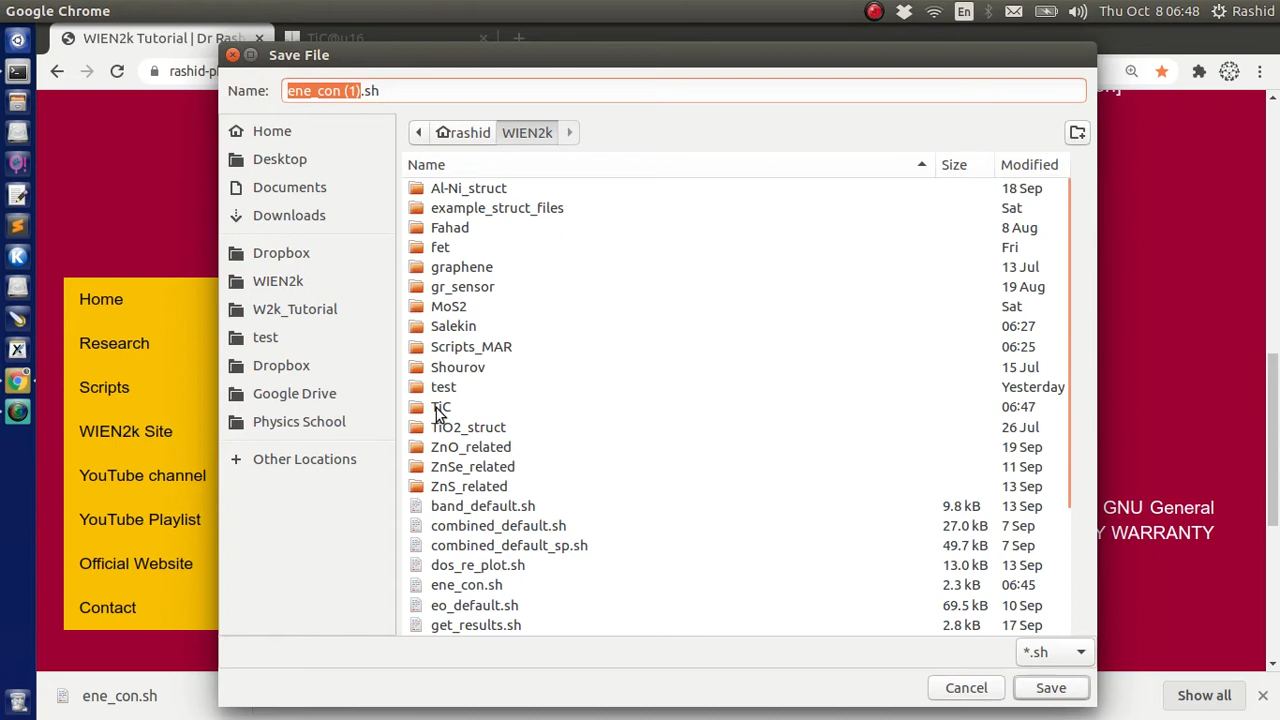 Google Chrome
En
Thu Oct 8 06:48
Rashid
WIEN2k Tutorial | Dr Rash
TiC@u16
rashid-p
Save File
Name:
ene_con (1).sh
rashid
WIEN2k
Home
Desktop
Documents
Downloads
Dropbox
WIEN2k
W2k_Tutorial
test
Dropbox
Google Drive
Physics School
Other Locations
Name Size Modified
Al-Ni_struct 18 Sep
example_struct_files Sat
Fahad 8 Aug
fet Fri
graphene 13 Jul
gr_sensor 19 Aug
MoS2 Sat
Salekin 06:27
Scripts_MAR 06:25
Shourov 15 Jul
test Yesterday
TiC 06:47
TiO2_struct 26 Jul
ZnO_related 19 Sep
ZnSe_related 11 Sep
ZnS_related 13 Sep
band_default.sh 9.8 kB 13 Sep
combined_default.sh 27.0 kB 7 Sep
combined_default_sp.sh 49.7 kB 7 Sep
dos_re_plot.sh 13.0 kB 13 Sep
ene_con.sh 2.3 kB 06:45
eo_default.sh 69.5 kB 10 Sep
get_results.sh 2.8 kB 17 Sep
*.sh
Cancel
Save
Home
Research
Scripts
WIEN2k Site
YouTube channel
YouTube Playlist
Official Website
Contact
GNU General
WARRANTY
ene_con.sh
Show all